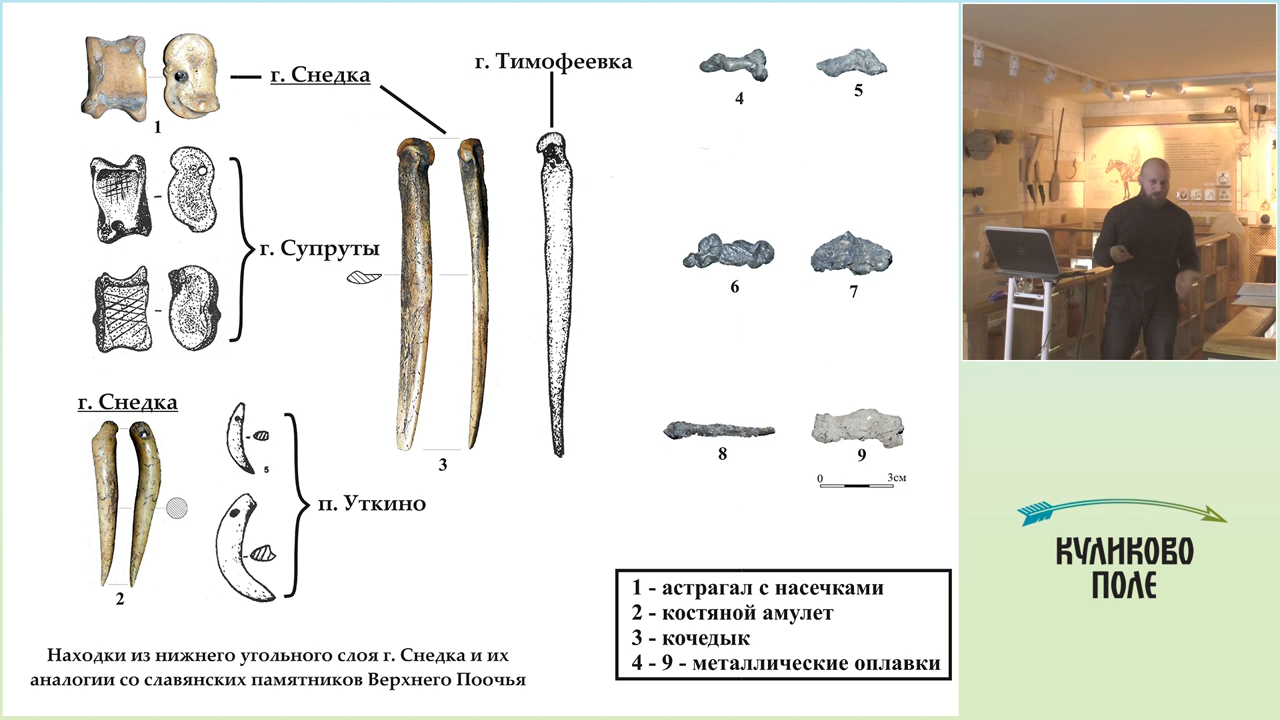 г. Снедка
г. Тимофеевка
1
4
5
г. Супруты
6
7
г. Снедка
5
п. Уткино
2
3
8
9
0
3см
1 - астрагал с насечками
2 - костяной амулет
3 - кочедык
4 - 9 - металлические оплавки
Находки из нижнего угольного слоя г. Снедка и их
аналогии со славянских памятников Верхнего Поочья
КУЛИКОВО
ПОЛЕ